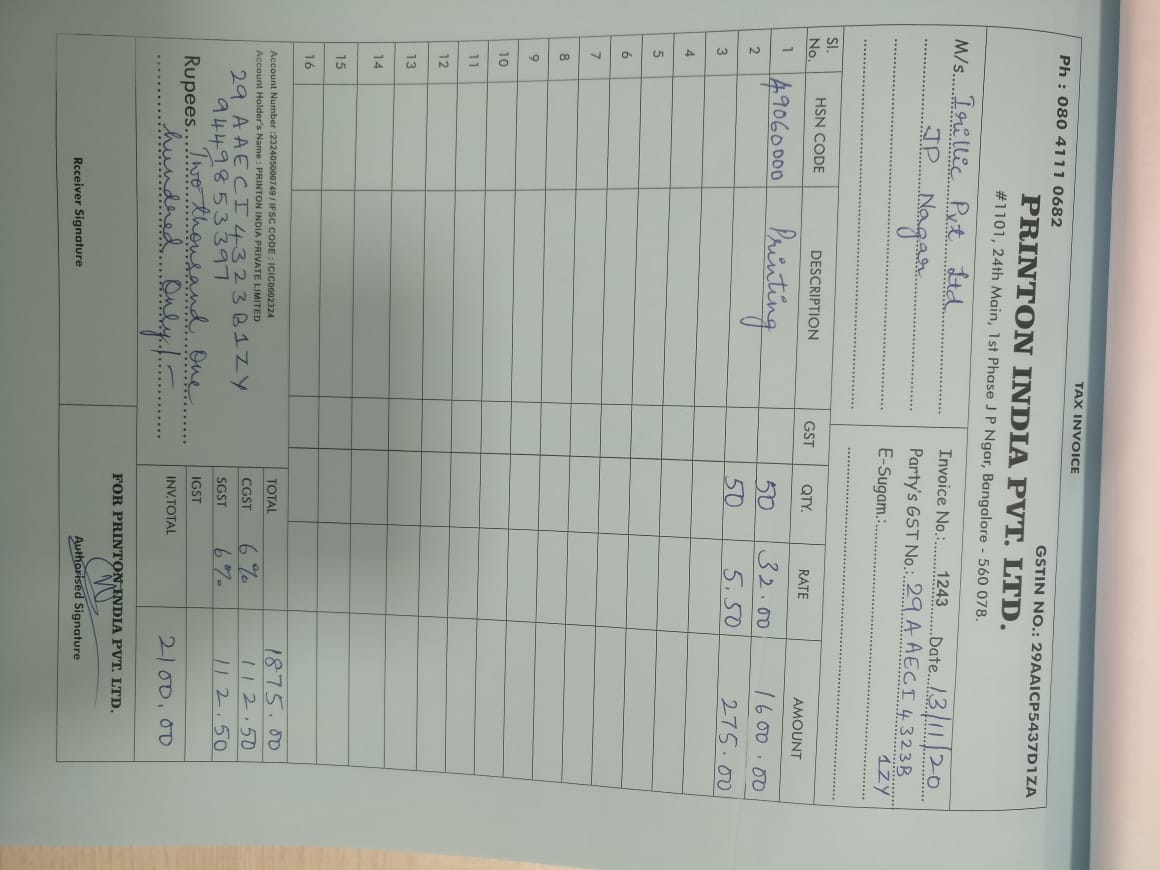 TAX INVOICE
Ph : 080 4111 0682 GSTIN NO.: 29AAICP5437D1ZA
PRINTON INDIA PVT. LTD.
#1101, 24th Main, 1st Phase J P Ngar, Bangalore - 560 078.
M/s. Trillic Pvt Ltd
JP Nagar
Invoice No.: 1243 Date 13/11/20
Party's GST No.: 29AAECI4323B
1ZY
E-Sugam.:
Sl. No. HSN CODE DESCRIPTION GST QTY. RATE AMOUNT
1 49060000 Printing
2 50 32.00 1600.00
3 50 5.50 275.00
4
5
6
7
8
9
10
11
12
13
14
15
16
Account Number :232405000749 / IFSC CODE : ICIC0002324
Account Holder's Name : PRINTON INDIA PRIVATE LIMITED
29AAECI4323B1ZY
9449853397
Rupees Two thousand One
hundred Only/-
TOTAL 1875.00
CGST 6% 112.50
SGST 6% 112.50
IGST
INV.TOTAL 2100.00
FOR PRINTON INDIA PVT. LTD.
Rcceiver Signature Authorised Signature